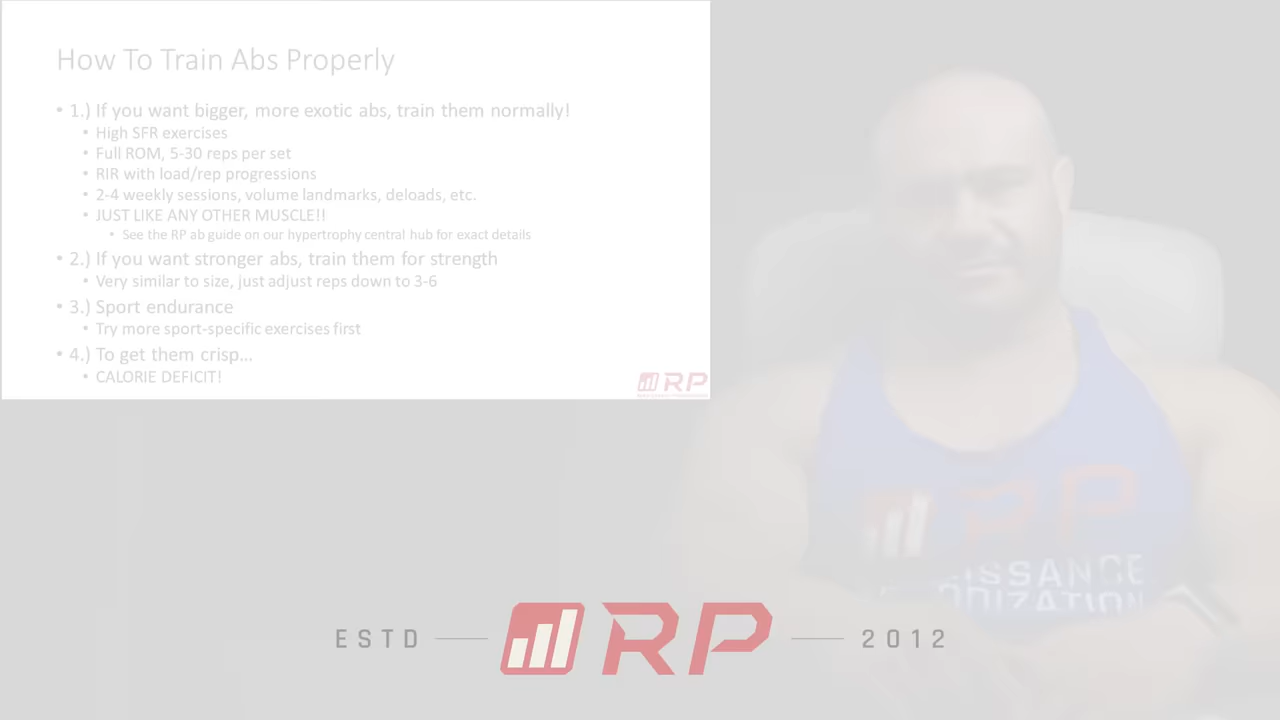 How To Train Abs Properly
• 1.) If you want bigger, more exotic abs, train them normally!
• High SFR exercises
• Full ROM, 5-30 reps per set
• RIR with load/rep progressions
• 2-4 weekly sessions, volume landmarks, deloads, etc.
• JUST LIKE ANY OTHER MUSCLE!!
• See the RP ab guide on our hypertrophy central hub for exact details
• 2.) If you want stronger abs, train them for strength
• Very similar to size, just adjust reps down to 3-6
• 3.) Sport endurance
• Try more sport-specific exercises first
• 4.) To get them crisp...
• CALORIE DEFICIT!
RP
RP
ISSANCE
ODIZATION
ESTD RP 2012